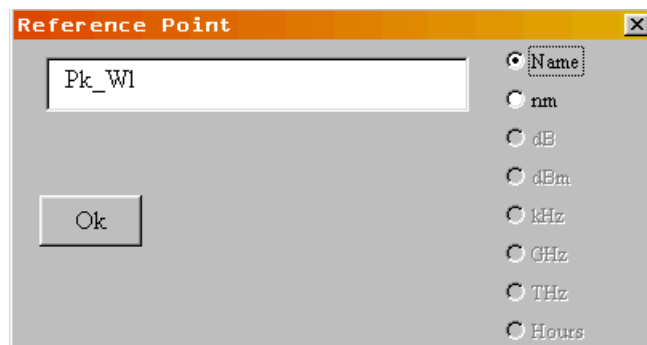 Reference Point
Pk_Wl
Name
nm
dB
dBm
kHz
GHz
THz
Hours
Ok